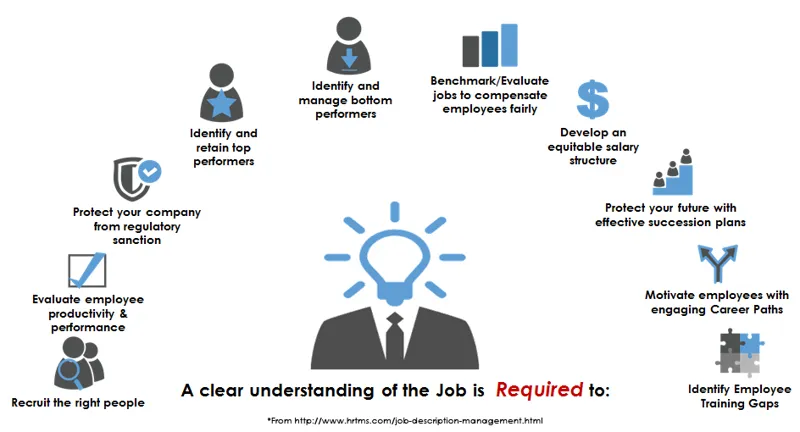 Identify and
manage bottom
performers
Benchmark/Evaluate
jobs to compensate
employees fairly
Identify and
retain top
performers
$
Develop an
equitable salary
structure
Protect your company
from regulatory
sanction
Protect your future with
effective succession plans
Evaluate employee
productivity &
performance
Motivate employees with
engaging Career Paths
Recruit the right people
Identify Employee
Training Gaps
A clear understanding of the Job is Required to:
*From http://www.hrtms.com/job-description-management.html